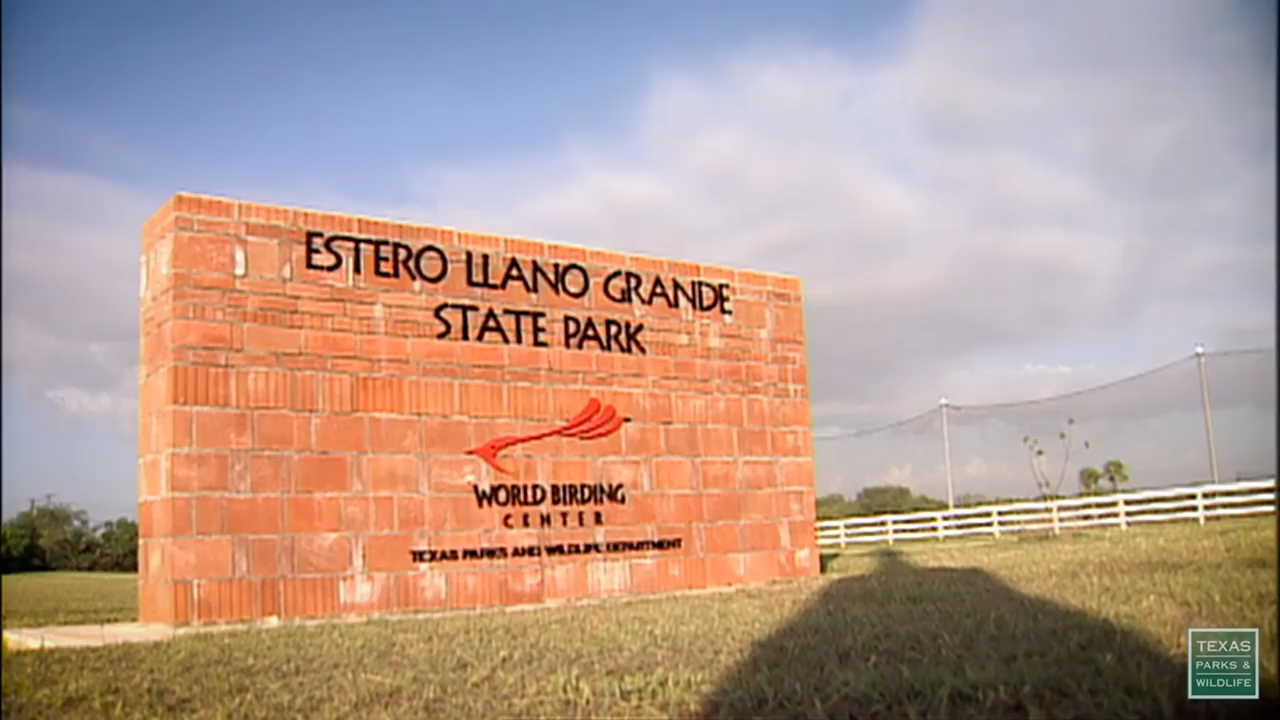 ESTERO LLANO GRANDE
STATE PARK
WORLD BIRDING
CENTER
TEXAS PARKS AND WILDLIFE DEPARTMENT
TEXAS
PARKS &
WILDLIFE